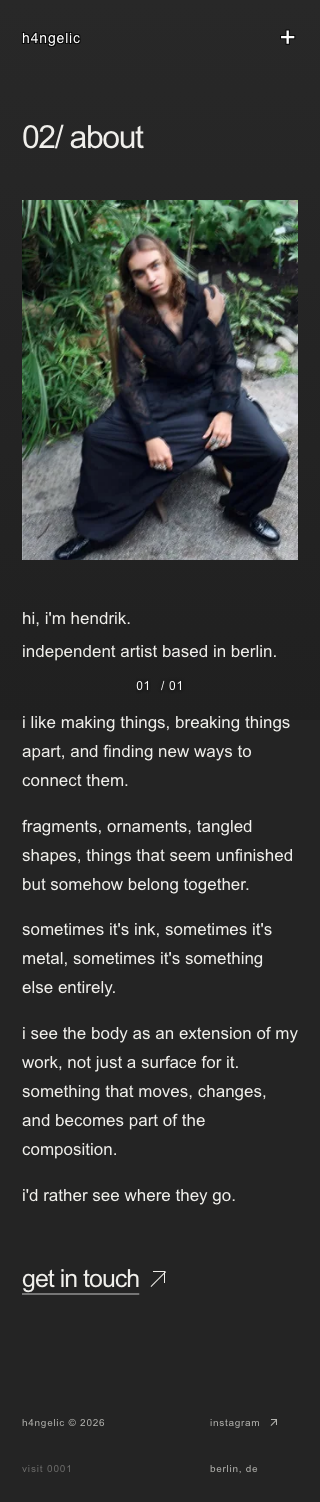 h4ngelic
02/ about
hi, i'm hendrik.
independent artist based in berlin.
01 / 01
i like making things, breaking things
apart, and finding new ways to
connect them.
fragments, ornaments, tangled
shapes, things that seem unfinished
but somehow belong together.
sometimes it's ink, sometimes it's
metal, sometimes it's something
else entirely.
i see the body as an extension of my
work, not just a surface for it.
something that moves, changes,
and becomes part of the
composition.
i'd rather see where they go.
get in touch
h4ngelic © 2026
instagram
visit 0001
berlin, de